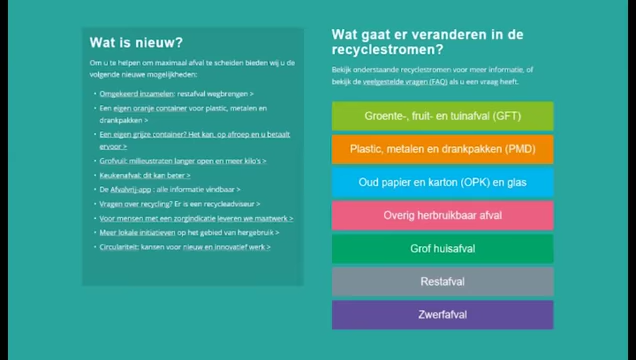 Wat is nieuw?
Om u te helpen om maximaal afval te scheiden bieden wij u de
volgende nieuwe mogelijkheden:
• Omgekeerd inzamelen: restafval wegbrengen >
• Een eigen oranje container voor plastic, metalen en
drankpakken >
• Een eigen grijze container? Het kan, op afroep en u betaalt
ervoor >
• Grofvuil: milieustraten langer open en meer kilo's >
• Keukenafval: dit kan beter >
• De Afvalvrij-app : alle informatie vindbaar >
• Vragen over recycling? Er is een recycleadviseur >
• Voor mensen met een zorgindicatie leveren we maatwerk >
• Meer lokale initiatieven op het gebied van hergebruik >
• Circulariteit: kansen voor nieuw en innovatief werk >
Wat gaat er veranderen in de
recyclestromen?
Bekijk onderstaande recyclestromen voor meer informatie, of
bekijk de veelgestelde vragen (FAQ) als u een vraag heeft.
Groente-, fruit- en tuinafval (GFT)
Plastic, metalen en drankpakken (PMD)
Oud papier en karton (OPK) en glas
Overig herbruikbaar afval
Grof huisafval
Restafval
Zwerfafval